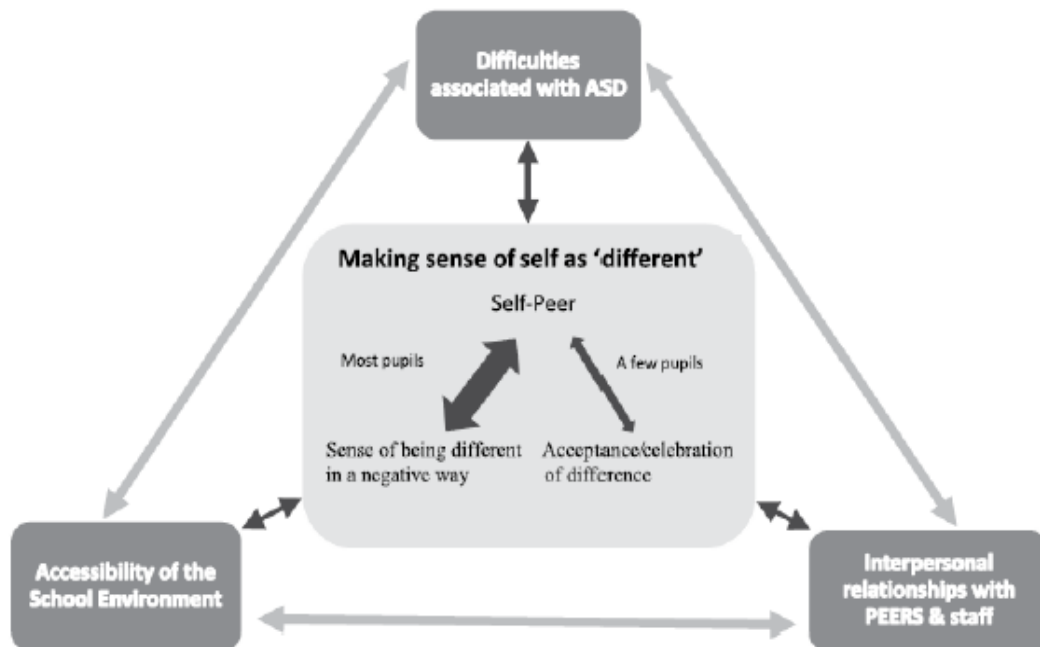 Difficulties
associated with ASD
Making sense of self as ‘different’
Self-Peer
Most pupils
A few pupils
Sense of being different
in a negative way
Acceptance/celebration
of difference
Accessibility of the
School Environment
Interpersonal
relationships with
PEERS & staff